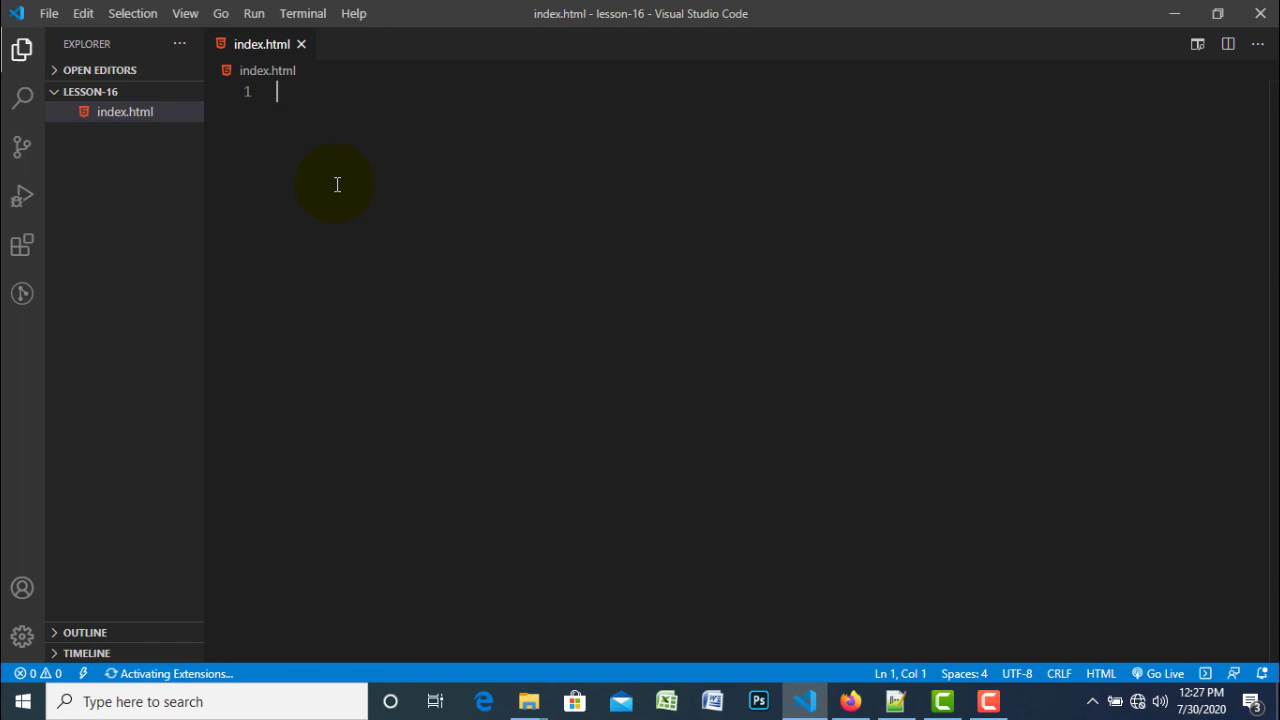 File Edit Selection View Go Run Terminal Help index.html - lesson-16 - Visual Studio Code
EXPLORER
index.html
OPEN EDITORS
index.html
LESSON-16
1
index.html
OUTLINE
TIMELINE
0 0 Activating Extensions... Ln 1, Col 1 Spaces: 4 UTF-8 CRLF HTML Go Live
Type here to search
Ps
12:27 PM
7/30/2020
3